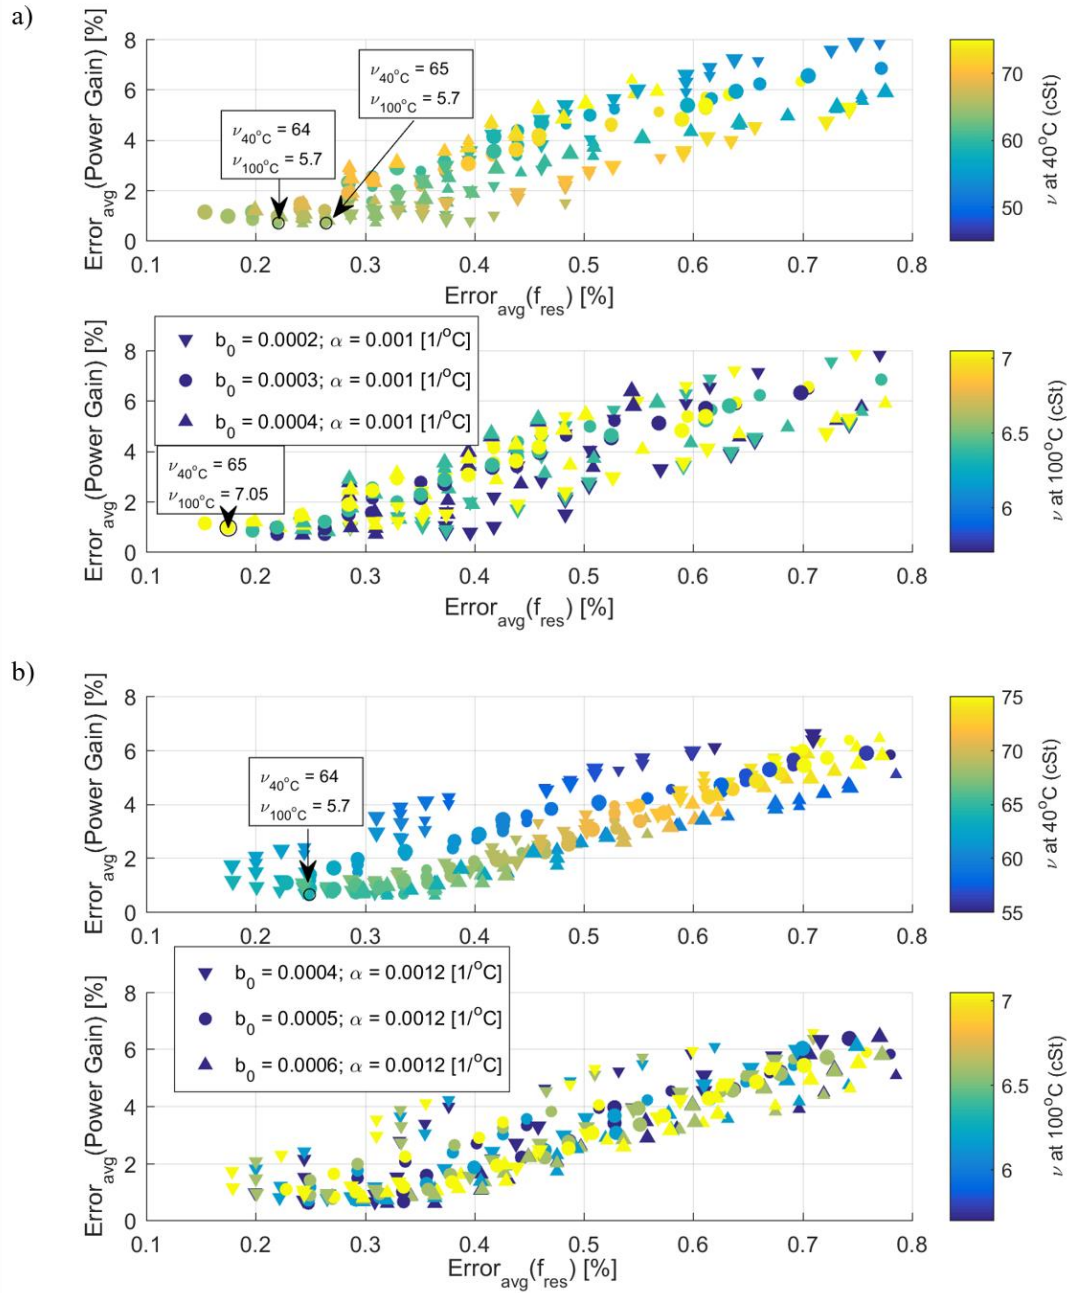 a)
Error_avg(Power Gain) [%]
8
6
4
2
0
ν_40°C = 65
ν_100°C = 5.7
ν_40°C = 64
ν_100°C = 5.7
0.1 0.2 0.3 0.4 0.5 0.6 0.7 0.8
Error_avg(f_res) [%]
70
60
50
ν at 40°C (cSt)
Error_avg(Power Gain) [%]
8
6
4
2
0
b_0 = 0.0002; α = 0.001 [1/°C]
b_0 = 0.0003; α = 0.001 [1/°C]
b_0 = 0.0004; α = 0.001 [1/°C]
ν_40°C = 65
ν_100°C = 7.05
0.1 0.2 0.3 0.4 0.5 0.6 0.7 0.8
Error_avg(f_res) [%]
7
6.5
6
ν at 100°C (cSt)
b)
Error_avg(Power Gain) [%]
8
6
4
2
0
ν_40°C = 64
ν_100°C = 5.7
0.1 0.2 0.3 0.4 0.5 0.6 0.7 0.8
75
70
65
60
55
ν at 40°C (cSt)
Error_avg(Power Gain) [%]
8
6
4
2
0
b_0 = 0.0004; α = 0.0012 [1/°C]
b_0 = 0.0005; α = 0.0012 [1/°C]
b_0 = 0.0006; α = 0.0012 [1/°C]
0.1 0.2 0.3 0.4 0.5 0.6 0.7 0.8
Error_avg(f_res) [%]
7
6.5
6
ν at 100°C (cSt)